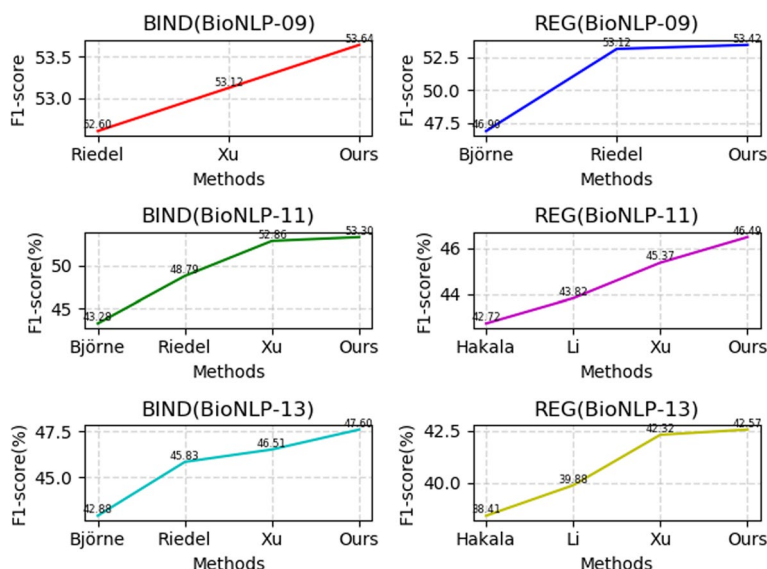 BIND(BioNLP-09)
F1-score
53.5
53.0
52.60
53.12
53.64
Riedel Xu Ours
Methods
REG(BioNLP-09)
F1-score
52.5
50.0
47.5
46.90
53.12
53.42
Björne Riedel Ours
Methods
BIND(BioNLP-11)
F1-score(%)
50
45
43.28
48.79
52.86
53.30
Björne Riedel Xu Ours
Methods
REG(BioNLP-11)
F1-score(%)
46
44
42.72
43.82
45.37
46.49
Hakala Li Xu Ours
Methods
BIND(BioNLP-13)
F1-score(%)
47.5
45.0
42.88
45.83
46.51
47.60
Björne Riedel Xu Ours
Methods
REG(BioNLP-13)
F1-score(%)
42.5
40.0
38.41
39.88
42.32
42.57
Hakala Li Xu Ours
Methods